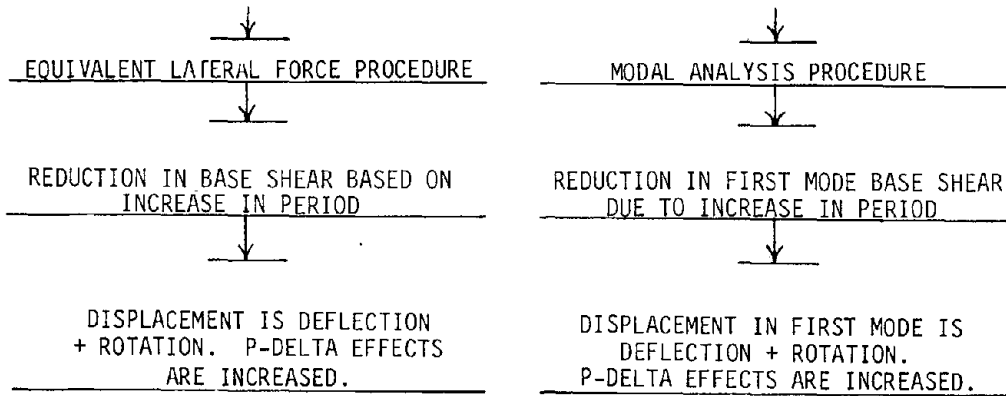 EQUIVALENT LATERAL FORCE PROCEDURE
REDUCTION IN BASE SHEAR BASED ON
INCREASE IN PERIOD
DISPLACEMENT IS DEFLECTION
+ ROTATION. P-DELTA EFFECTS
ARE INCREASED.
MODAL ANALYSIS PROCEDURE
REDUCTION IN FIRST MODE BASE SHEAR
DUE TO INCREASE IN PERIOD
DISPLACEMENT IN FIRST MODE IS
DEFLECTION + ROTATION.
P-DELTA EFFECTS ARE INCREASED.